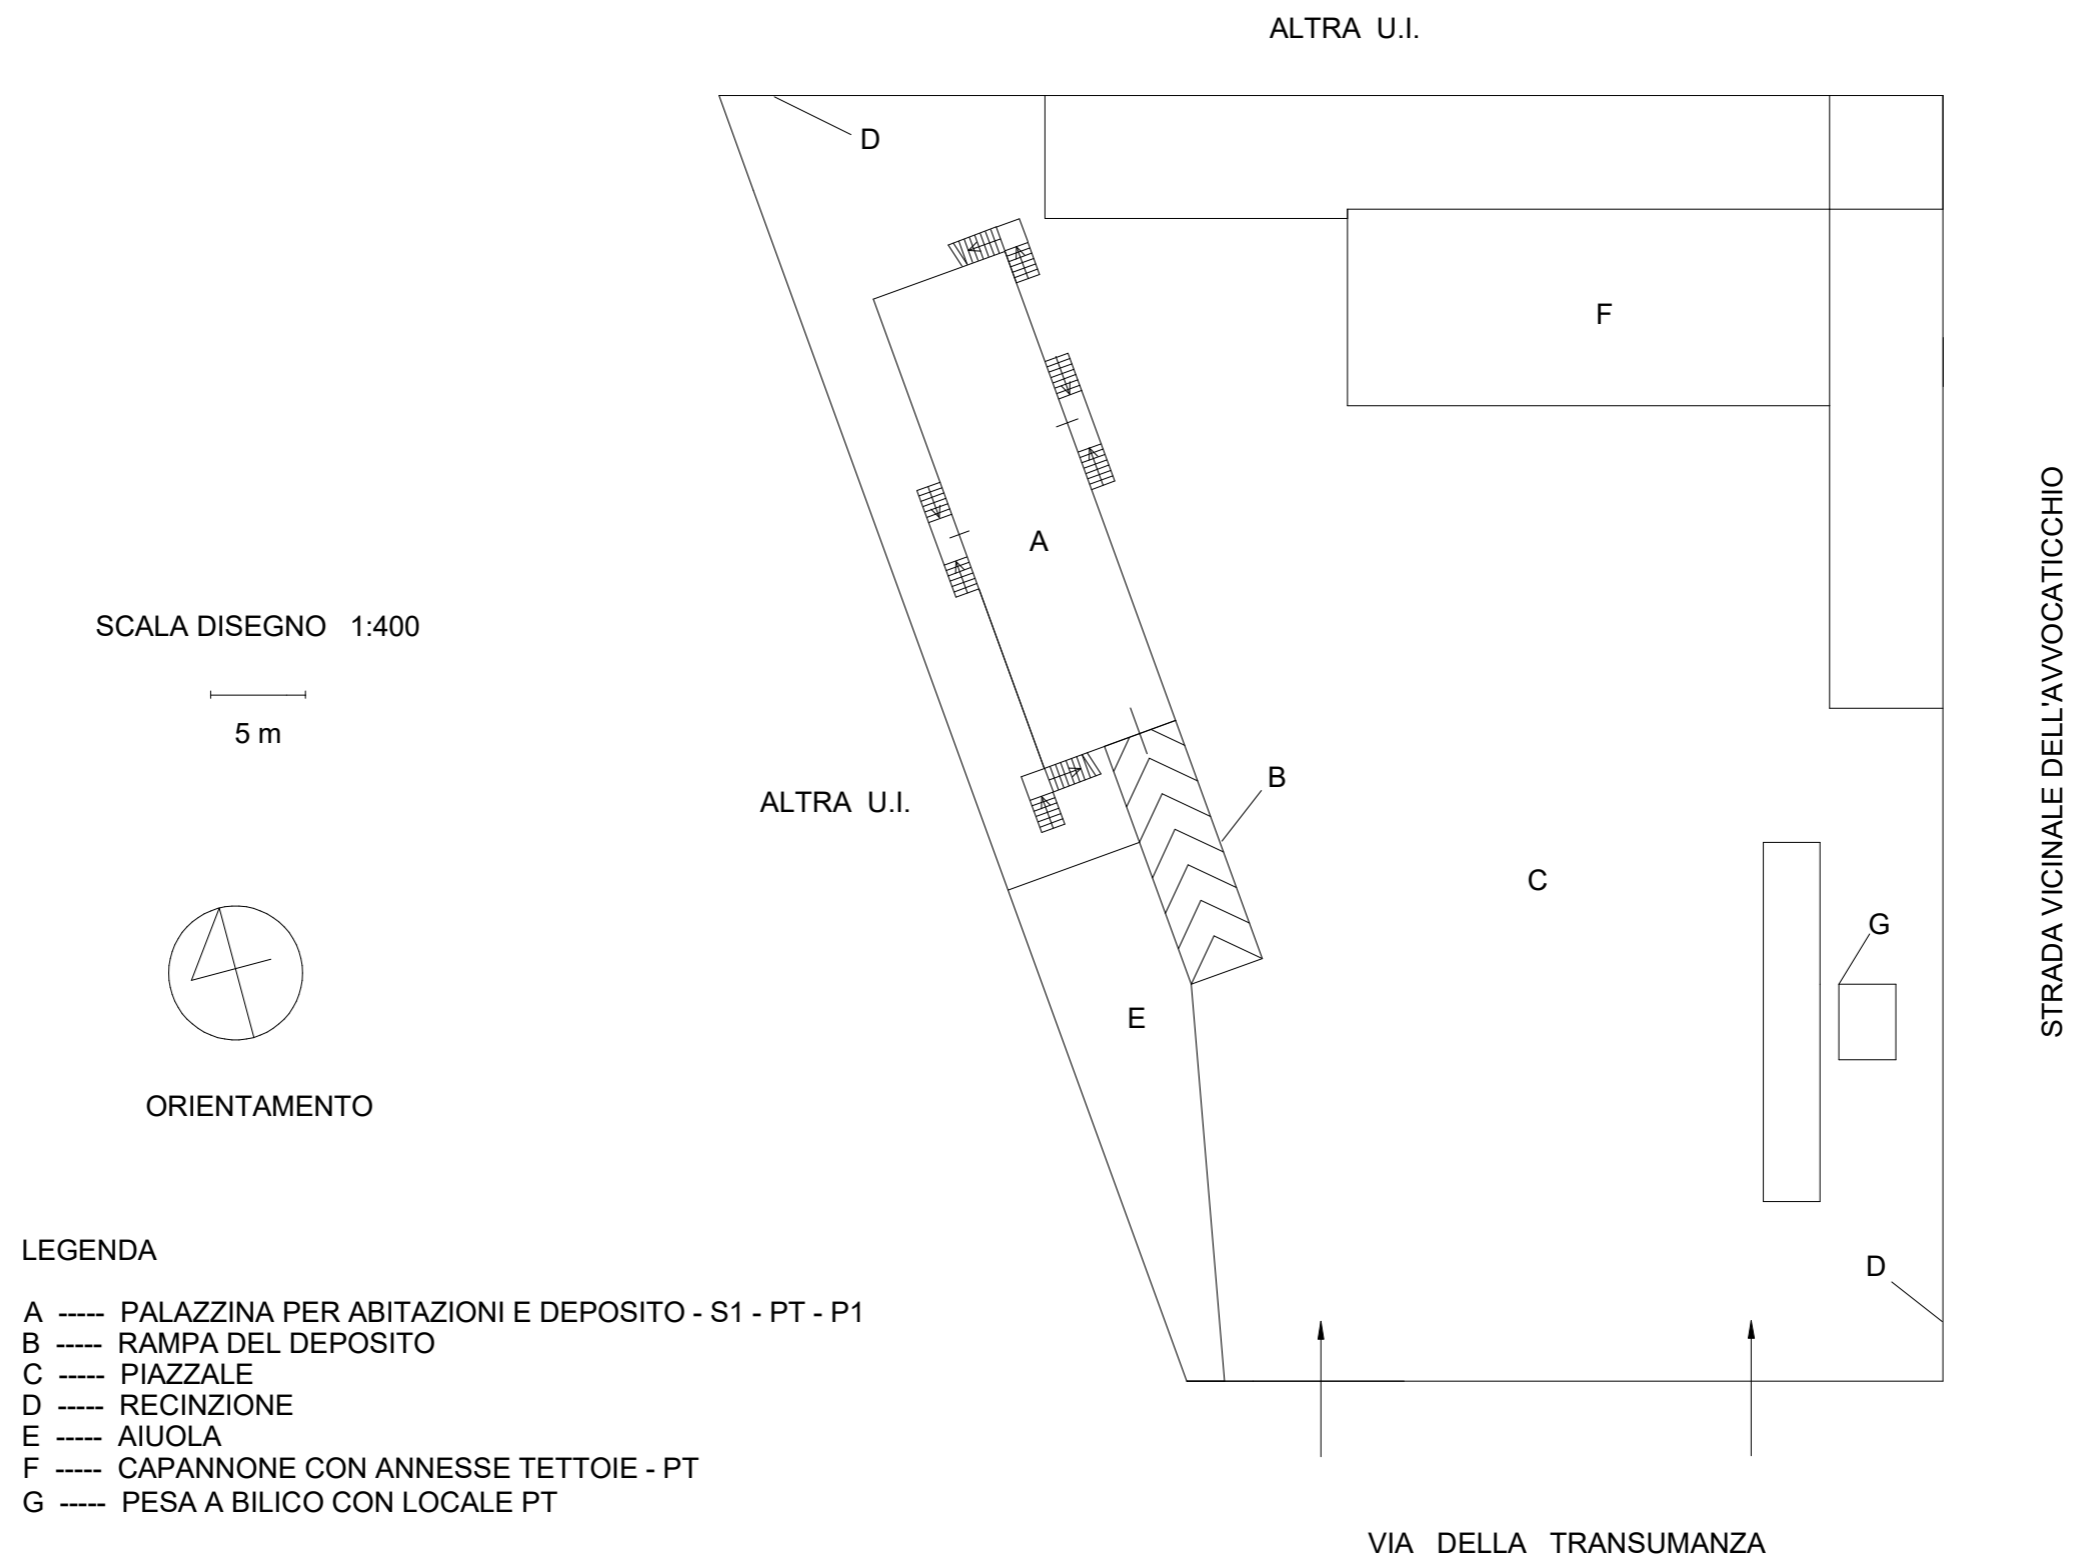 ALTRA U.I.
D
F
A
SCALA DISEGNO 1:400
5 m
ALTRA U.I.
B
C
G
STRADA VICINALE DELL'AVVOCATICCHIO
E
ORIENTAMENTO
D
LEGENDA
A ----- PALAZZINA PER ABITAZIONI E DEPOSITO - S1 - PT - P1
B ----- RAMPA DEL DEPOSITO
C ----- PIAZZALE
D ----- RECINZIONE
E ----- AIUOLA
F ----- CAPANNONE CON ANNESSE TETTOIE - PT
G ----- PESA A BILICO CON LOCALE PT
VIA DELLA TRANSUMANZA